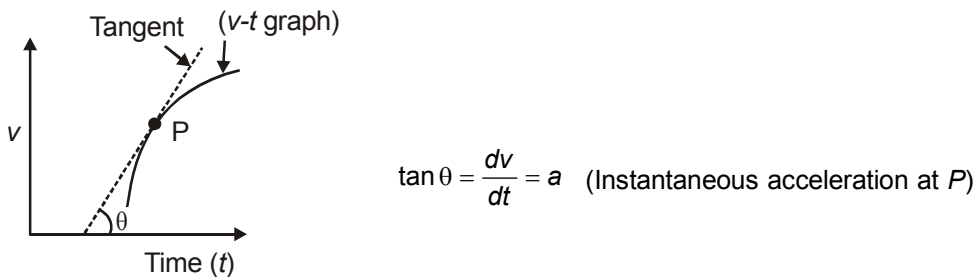 Tangent (v-t graph)
v
P
θ
Time (t)
tan θ = dv/dt = a (Instantaneous acceleration at P)